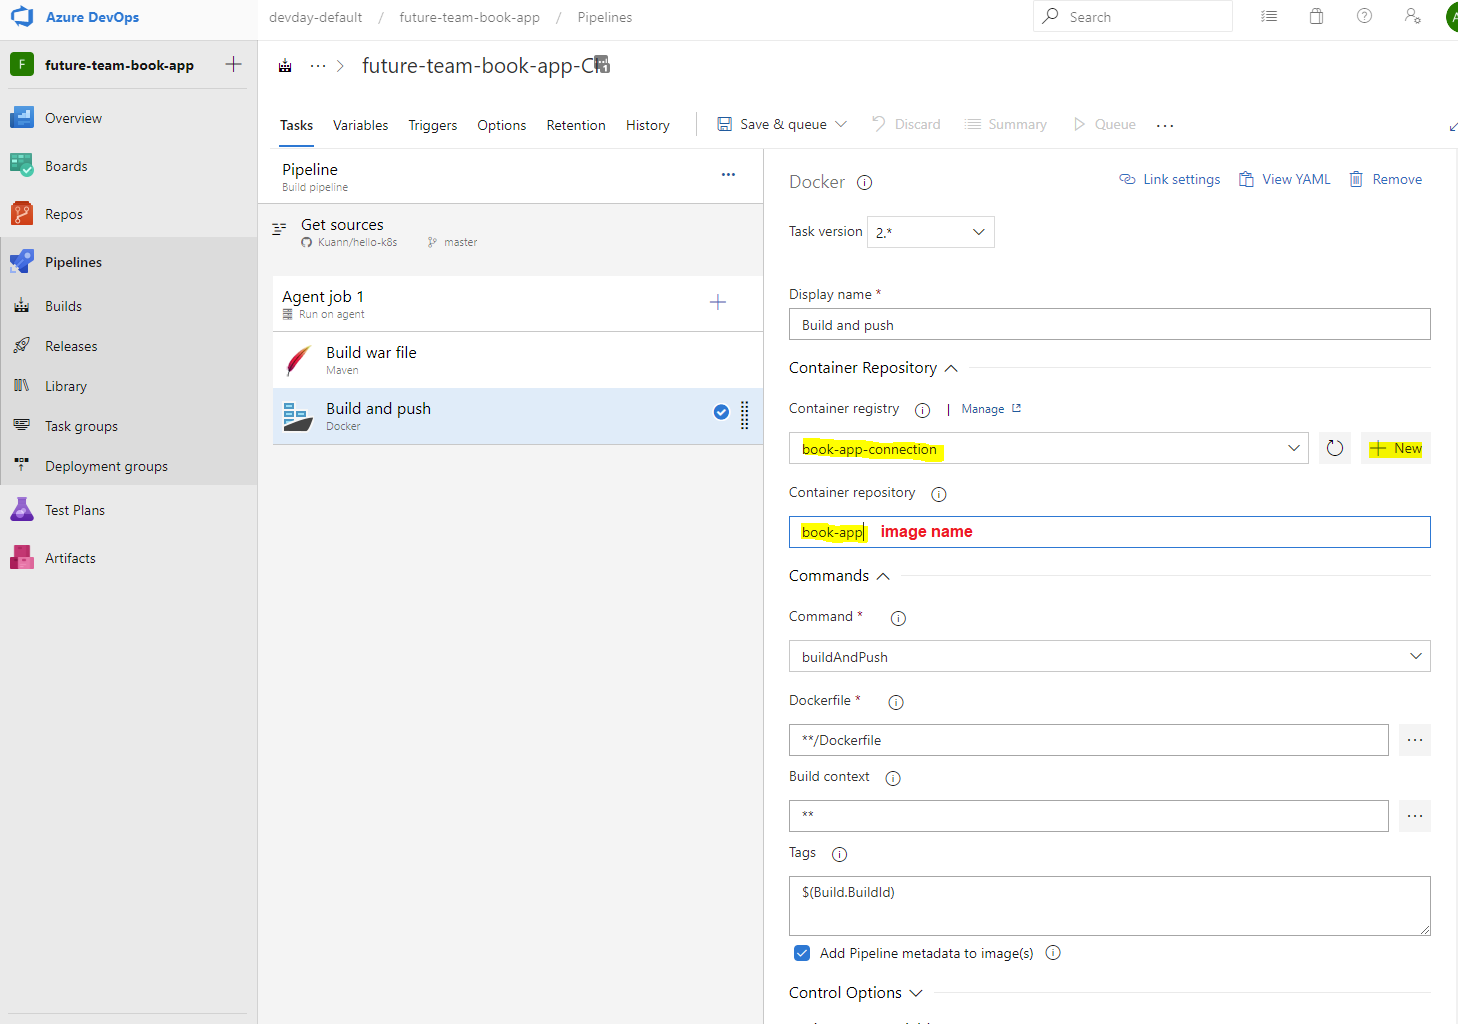 Azure DevOps
devday-default / future-team-book-app / Pipelines
Search
F future-team-book-app
... > future-team-book-app-CI
1
Overview
Boards
Repos
Pipelines
Builds
Releases
Library
Task groups
Deployment groups
Test Plans
Artifacts
Tasks Variables Triggers Options Retention History
Save & queue Discard Summary Queue ...
Pipeline
Build pipeline
...
Get sources
Kuann/hello-k8s master
Agent job 1
Run on agent
Build war file
Maven
Build and push
Docker
Docker
Link settings View YAML Remove
Task version 2.*
Display name *
Build and push
Container Repository
Container registry | Manage
book-app-connection
New
Container repository
book-app image name
Commands
Command *
buildAndPush
Dockerfile *
**/Dockerfile
...
Build context
**
...
Tags
$(Build.BuildId)
Add Pipeline metadata to image(s)
Control Options